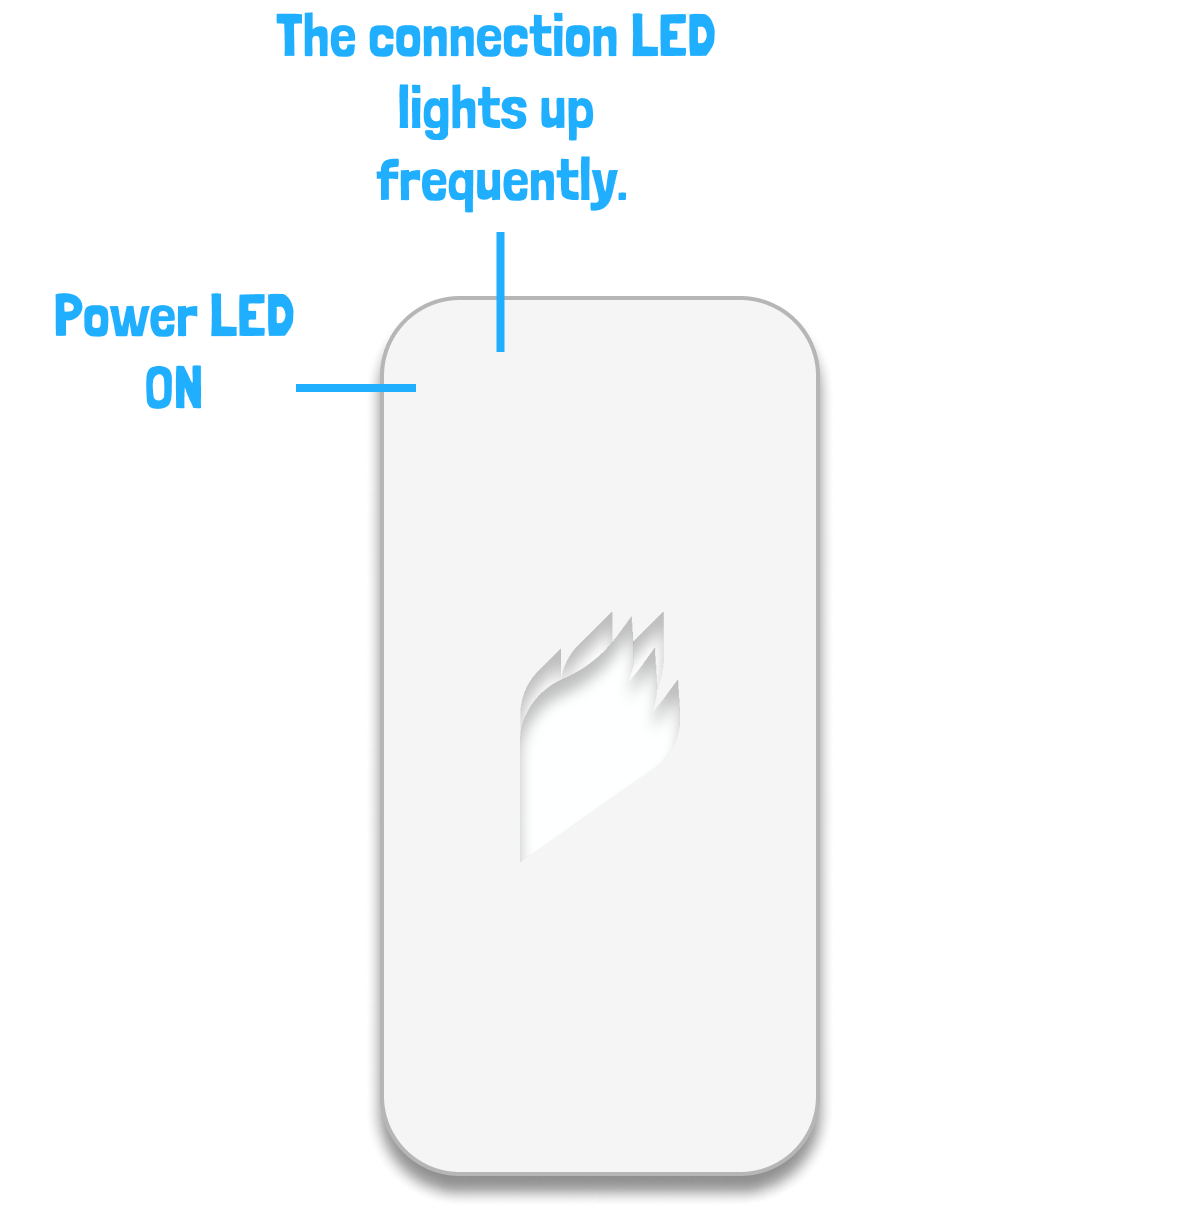 The connection LED
lights up
frequently.
Power LED
ON